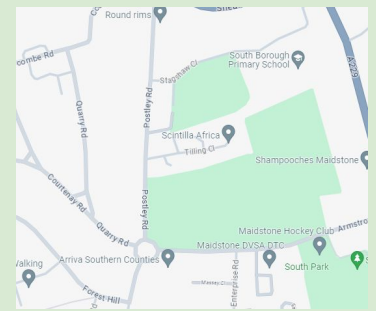 Round rims
combe Rd
South Borough
Primary School
Stagshaw Cl
A229
Quarry Rd
Postley Rd
Scintilla Africa
Tilling Cl
Shampooches Maidstone
Courtenay Rd
Postley Rd
Quarry Rd
Armstro
Maidstone Hockey Club
Maidstone DVSA DTC
Arriva Southern Counties
South Park
S
Walking
Enterprise Rd
Forest Hill